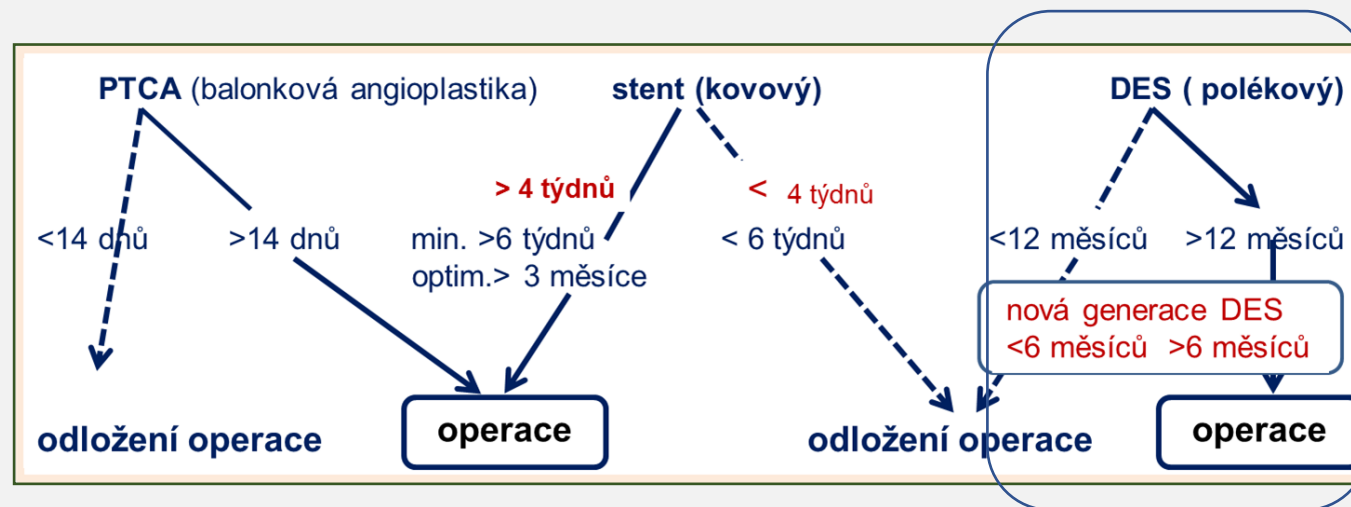 PTCA (balonková angioplastika)
stent (kovový)
DES ( polékový)
> 4 týdnů
< 4 týdnů
<14 dnů
>14 dnů
min. >6 týdnů
optim.> 3 měsíce
< 6 týdnů
<12 měsíců
>12 měsíců
nová generace DES
<6 měsíců >6 měsíců
odložení operace
operace
odložení operace
operace